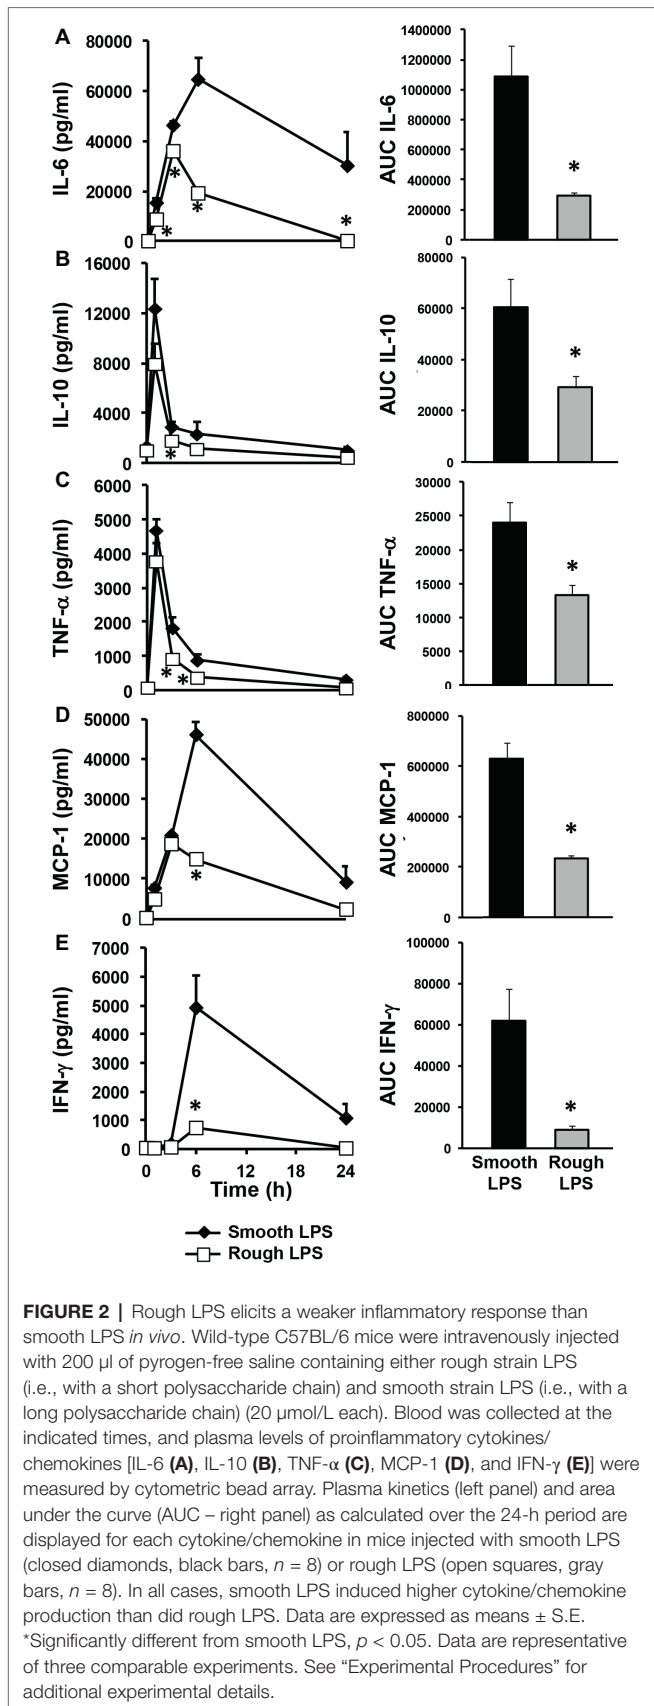 A
80000
60000
40000
20000
0
IL-6 (pg/ml)
*
*
*
*
1400000
1200000
1000000
800000
600000
400000
200000
0
AUC IL-6
*
B
16000
12000
8000
4000
0
IL-10 (pg/ml)
*
80000
60000
40000
20000
0
AUC IL-10
*
C
6000
5000
4000
3000
2000
1000
0
TNF-α (pg/ml)
*
*
30000
25000
20000
15000
10000
5000
0
AUC TNF-α
*
D
50000
40000
30000
20000
10000
0
MCP-1 (pg/ml)
*
800000
600000
400000
200000
0
AUC MCP-1
*
E
7000
6000
5000
4000
3000
2000
1000
0
IFN-γ (pg/ml)
*
0 6 12 18 24
Time (h)
100000
80000
60000
40000
20000
0
AUC IFN-γ
*
Smooth Rough LPS
LPS LPS
Smooth LPS
Rough LPS
FIGURE 2 | Rough LPS elicits a weaker inflammatory response than
smooth LPS in vivo. Wild-type C57BL/6 mice were intravenously injected
with 200 μl of pyrogen-free saline containing either rough strain LPS
(i.e., with a short polysaccharide chain) and smooth strain LPS (i.e., with a
long polysaccharide chain) (20 μmol/L each). Blood was collected at the
indicated times, and plasma levels of proinflammatory cytokines/
chemokines [IL-6 (A), IL-10 (B), TNF-α (C), MCP-1 (D), and IFN-γ (E)] were
measured by cytometric bead array. Plasma kinetics (left panel) and area
under the curve (AUC – right panel) as calculated over the 24-h period are
displayed for each cytokine/chemokine in mice injected with smooth LPS
(closed diamonds, black bars, n = 8) or rough LPS (open squares, gray
bars, n = 8). In all cases, smooth LPS induced higher cytokine/chemokine
production than did rough LPS. Data are expressed as means ± S.E.
*Significantly different from smooth LPS, p < 0.05. Data are representative
of three comparable experiments. See “Experimental Procedures” for
additional experimental details.